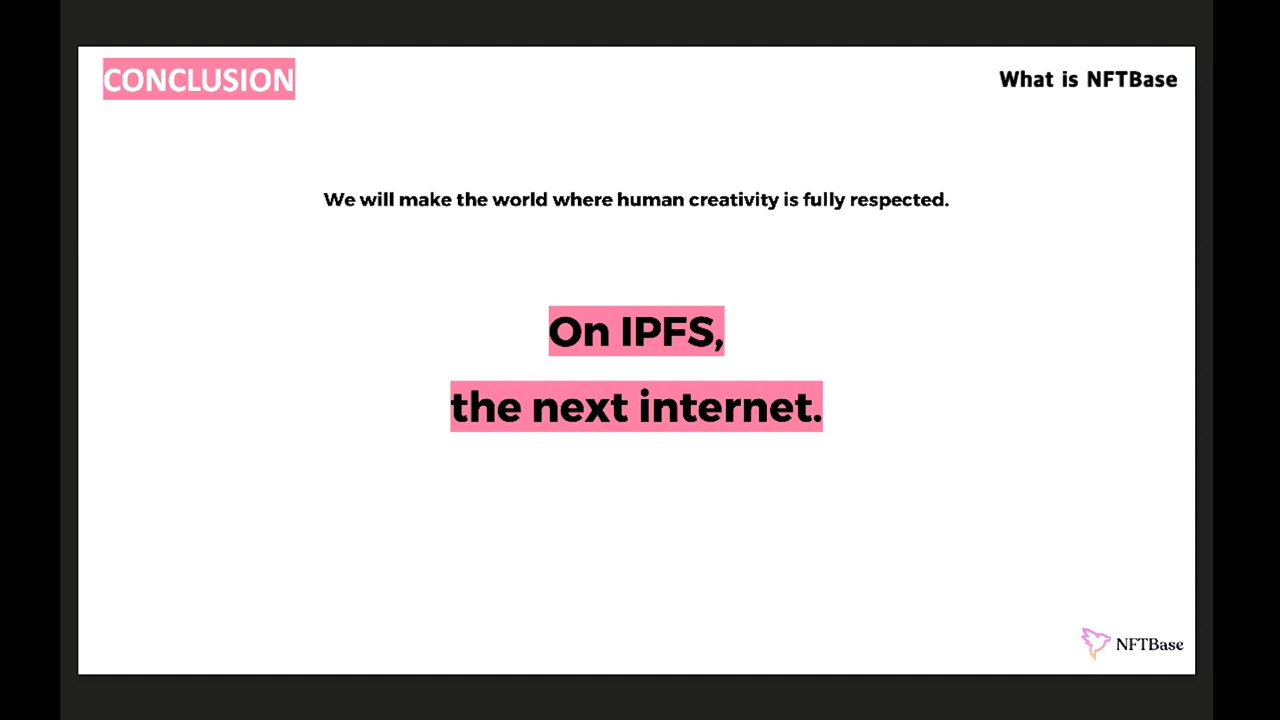 CONCLUSION
What is NFTBase
We will make the world where human creativity is fully respected.
On IPFS,
the next internet.
NFTBase